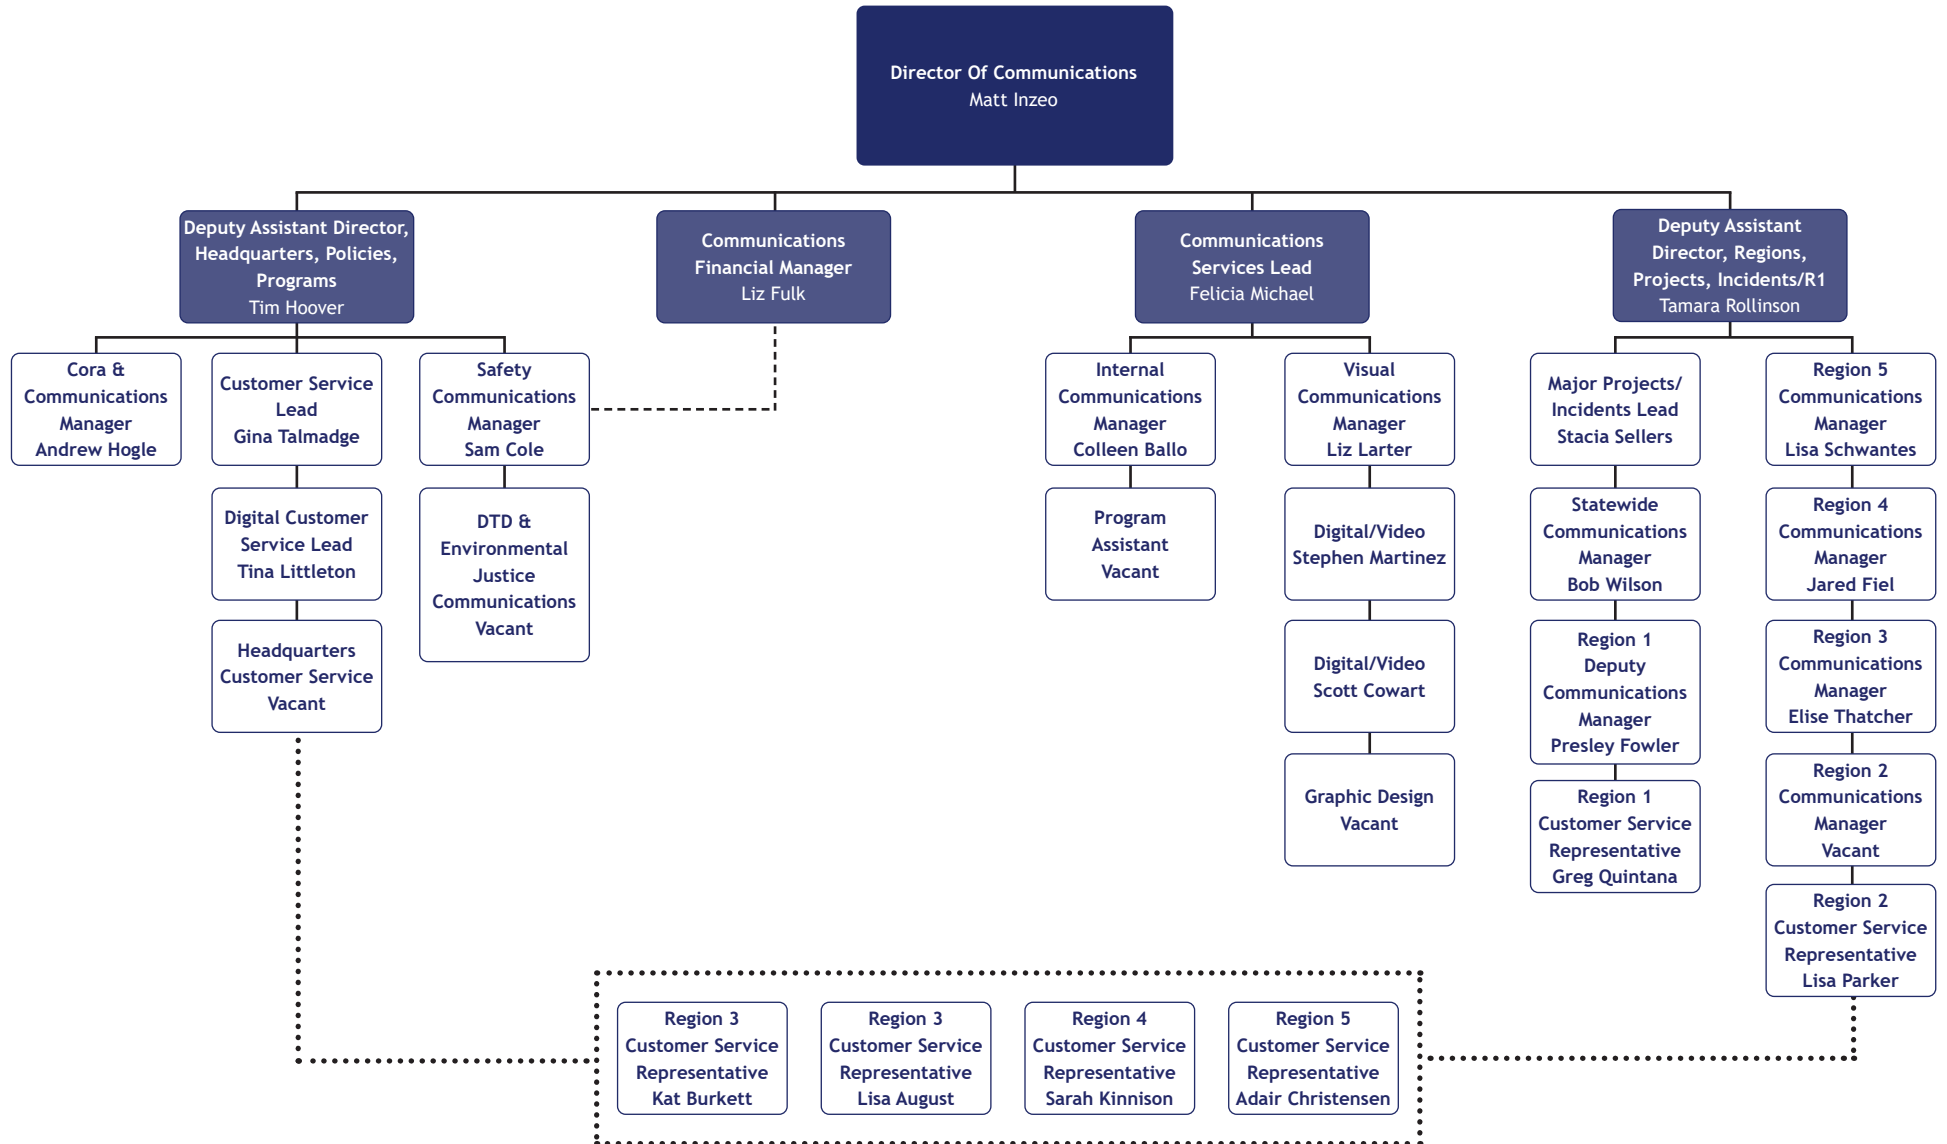 Director Of Communications
Matt Inzeo
Deputy Assistant Director,
Headquarters, Policies,
Programs
Tim Hoover
Communications
Financial Manager
Liz Fulk
Communications
Services Lead
Felicia Michael
Deputy Assistant
Director, Regions,
Projects, Incidents/R1
Tamara Rollinson
Cora &
Communications
Manager
Andrew Hogle
Customer Service
Lead
Gina Talmadge
Safety
Communications
Manager
Sam Cole
Internal
Communications
Manager
Colleen Ballo
Visual
Communications
Manager
Liz Larter
Major Projects/
Incidents Lead
Stacia Sellers
Region 5
Communications
Manager
Lisa Schwantes
Digital Customer
Service Lead
Tina Littleton
DTD &
Environmental
Justice
Communications
Vacant
Program
Assistant
Vacant
Digital/Video
Stephen Martinez
Statewide
Communications
Manager
Bob Wilson
Region 4
Communications
Manager
Jared Fiel
Headquarters
Customer Service
Vacant
Digital/Video
Scott Cowart
Region 1
Deputy
Communications
Manager
Presley Fowler
Region 3
Communications
Manager
Elise Thatcher
Graphic Design
Vacant
Region 1
Customer Service
Representative
Greg Quintana
Region 2
Communications
Manager
Vacant
Region 2
Customer Service
Representative
Lisa Parker
Region 3
Customer Service
Representative
Kat Burkett
Region 3
Customer Service
Representative
Lisa August
Region 4
Customer Service
Representative
Sarah Kinnison
Region 5
Customer Service
Representative
Adair Christensen